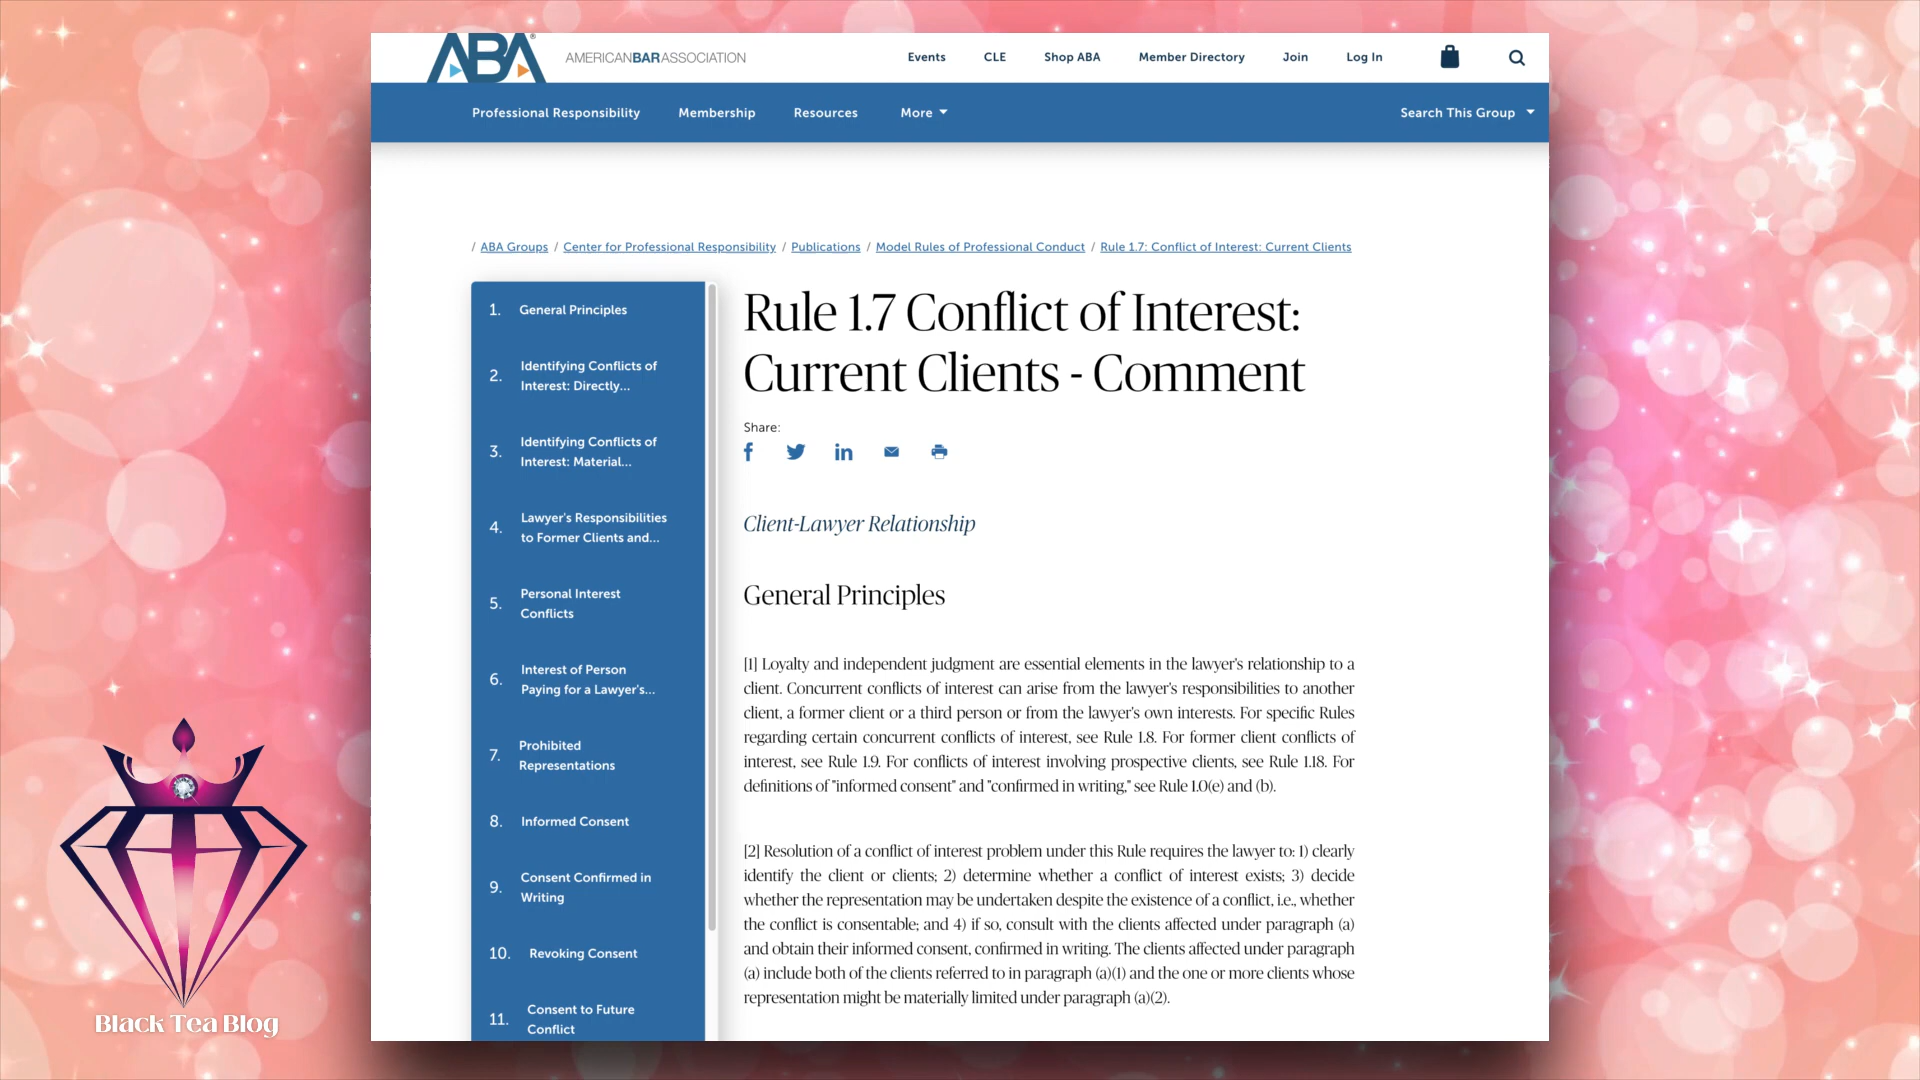 ABA®
AMERICANBARASSOCIATION
Events CLE Shop ABA Member Directory Join Log In
Professional Responsibility Membership Resources More Search This Group
/ ABA Groups / Center for Professional Responsibility / Publications / Model Rules of Professional Conduct / Rule 1.7: Conflict of Interest: Current Clients
1. General Principles
2. Identifying Conflicts of
Interest: Directly...
3. Identifying Conflicts of
Interest: Material...
4. Lawyer's Responsibilities
to Former Clients and...
5. Personal Interest
Conflicts
6. Interest of Person
Paying for a Lawyer's...
7. Prohibited
Representations
8. Informed Consent
9. Consent Confirmed in
Writing
10. Revoking Consent
11. Consent to Future
Conflict
Rule 1.7 Conflict of Interest:
Current Clients - Comment
Share:
Client-Lawyer Relationship
General Principles
[1] Loyalty and independent judgment are essential elements in the lawyer's relationship to a
client. Concurrent conflicts of interest can arise from the lawyer's responsibilities to another
client, a former client or a third person or from the lawyer's own interests. For specific Rules
regarding certain concurrent conflicts of interest, see Rule 1.8. For former client conflicts of
interest, see Rule 1.9. For conflicts of interest involving prospective clients, see Rule 1.18. For
definitions of "informed consent" and "confirmed in writing," see Rule 1.0(e) and (b).
[2] Resolution of a conflict of interest problem under this Rule requires the lawyer to: 1) clearly
identify the client or clients; 2) determine whether a conflict of interest exists; 3) decide
whether the representation may be undertaken despite the existence of a conflict, i.e., whether
the conflict is consentable; and 4) if so, consult with the clients affected under paragraph (a)
and obtain their informed consent, confirmed in writing. The clients affected under paragraph
(a) include both of the clients referred to in paragraph (a)(1) and the one or more clients whose
representation might be materially limited under paragraph (a)(2).
Black Tea Blog